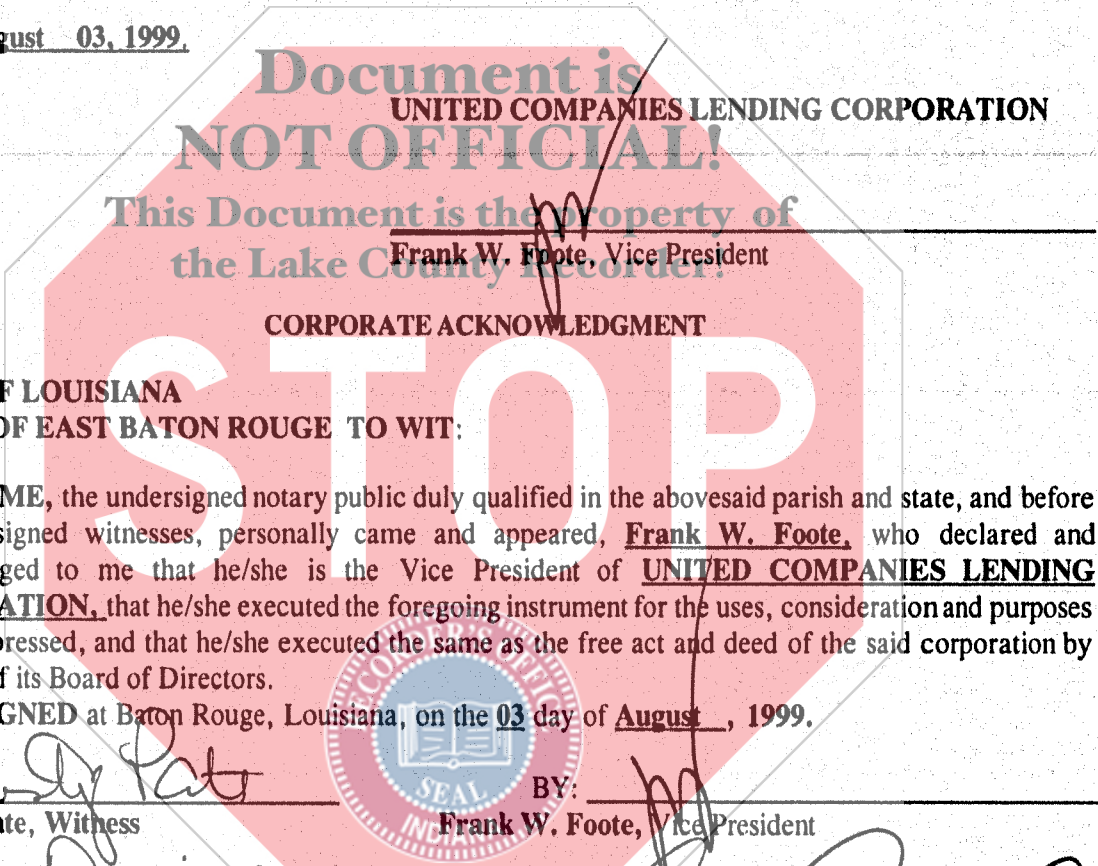 gust 03, 1999,
Document is
UNITED COMPANIES LENDING CORPORATION
NOT OFFICIAL!
This Document is the property of
Frank W. Foote, Vice President
the Lake County Recorder!
CORPORATE ACKNOWLEDGMENT
STOP
F LOUISIANA
OF EAST BATON ROUGE TO WIT:
ME, the undersigned notary public duly qualified in the abovesaid parish and state, and before
signed witnesses, personally came and appeared, Frank W. Foote, who declared and
ged to me that he/she is the Vice President of UNITED COMPANIES LENDING
ATION, that he/she executed the foregoing instrument for the uses, consideration and purposes
pressed, and that he/she executed the same as the free act and deed of the said corporation by
f its Board of Directors.
GNED at Baton Rouge, Louisiana, on the 03 day of August , 1999.
RECORDER'S OFFICE
SEAL
INDIANA
BY:
ate, Witness
Frank W. Foote, Vice President